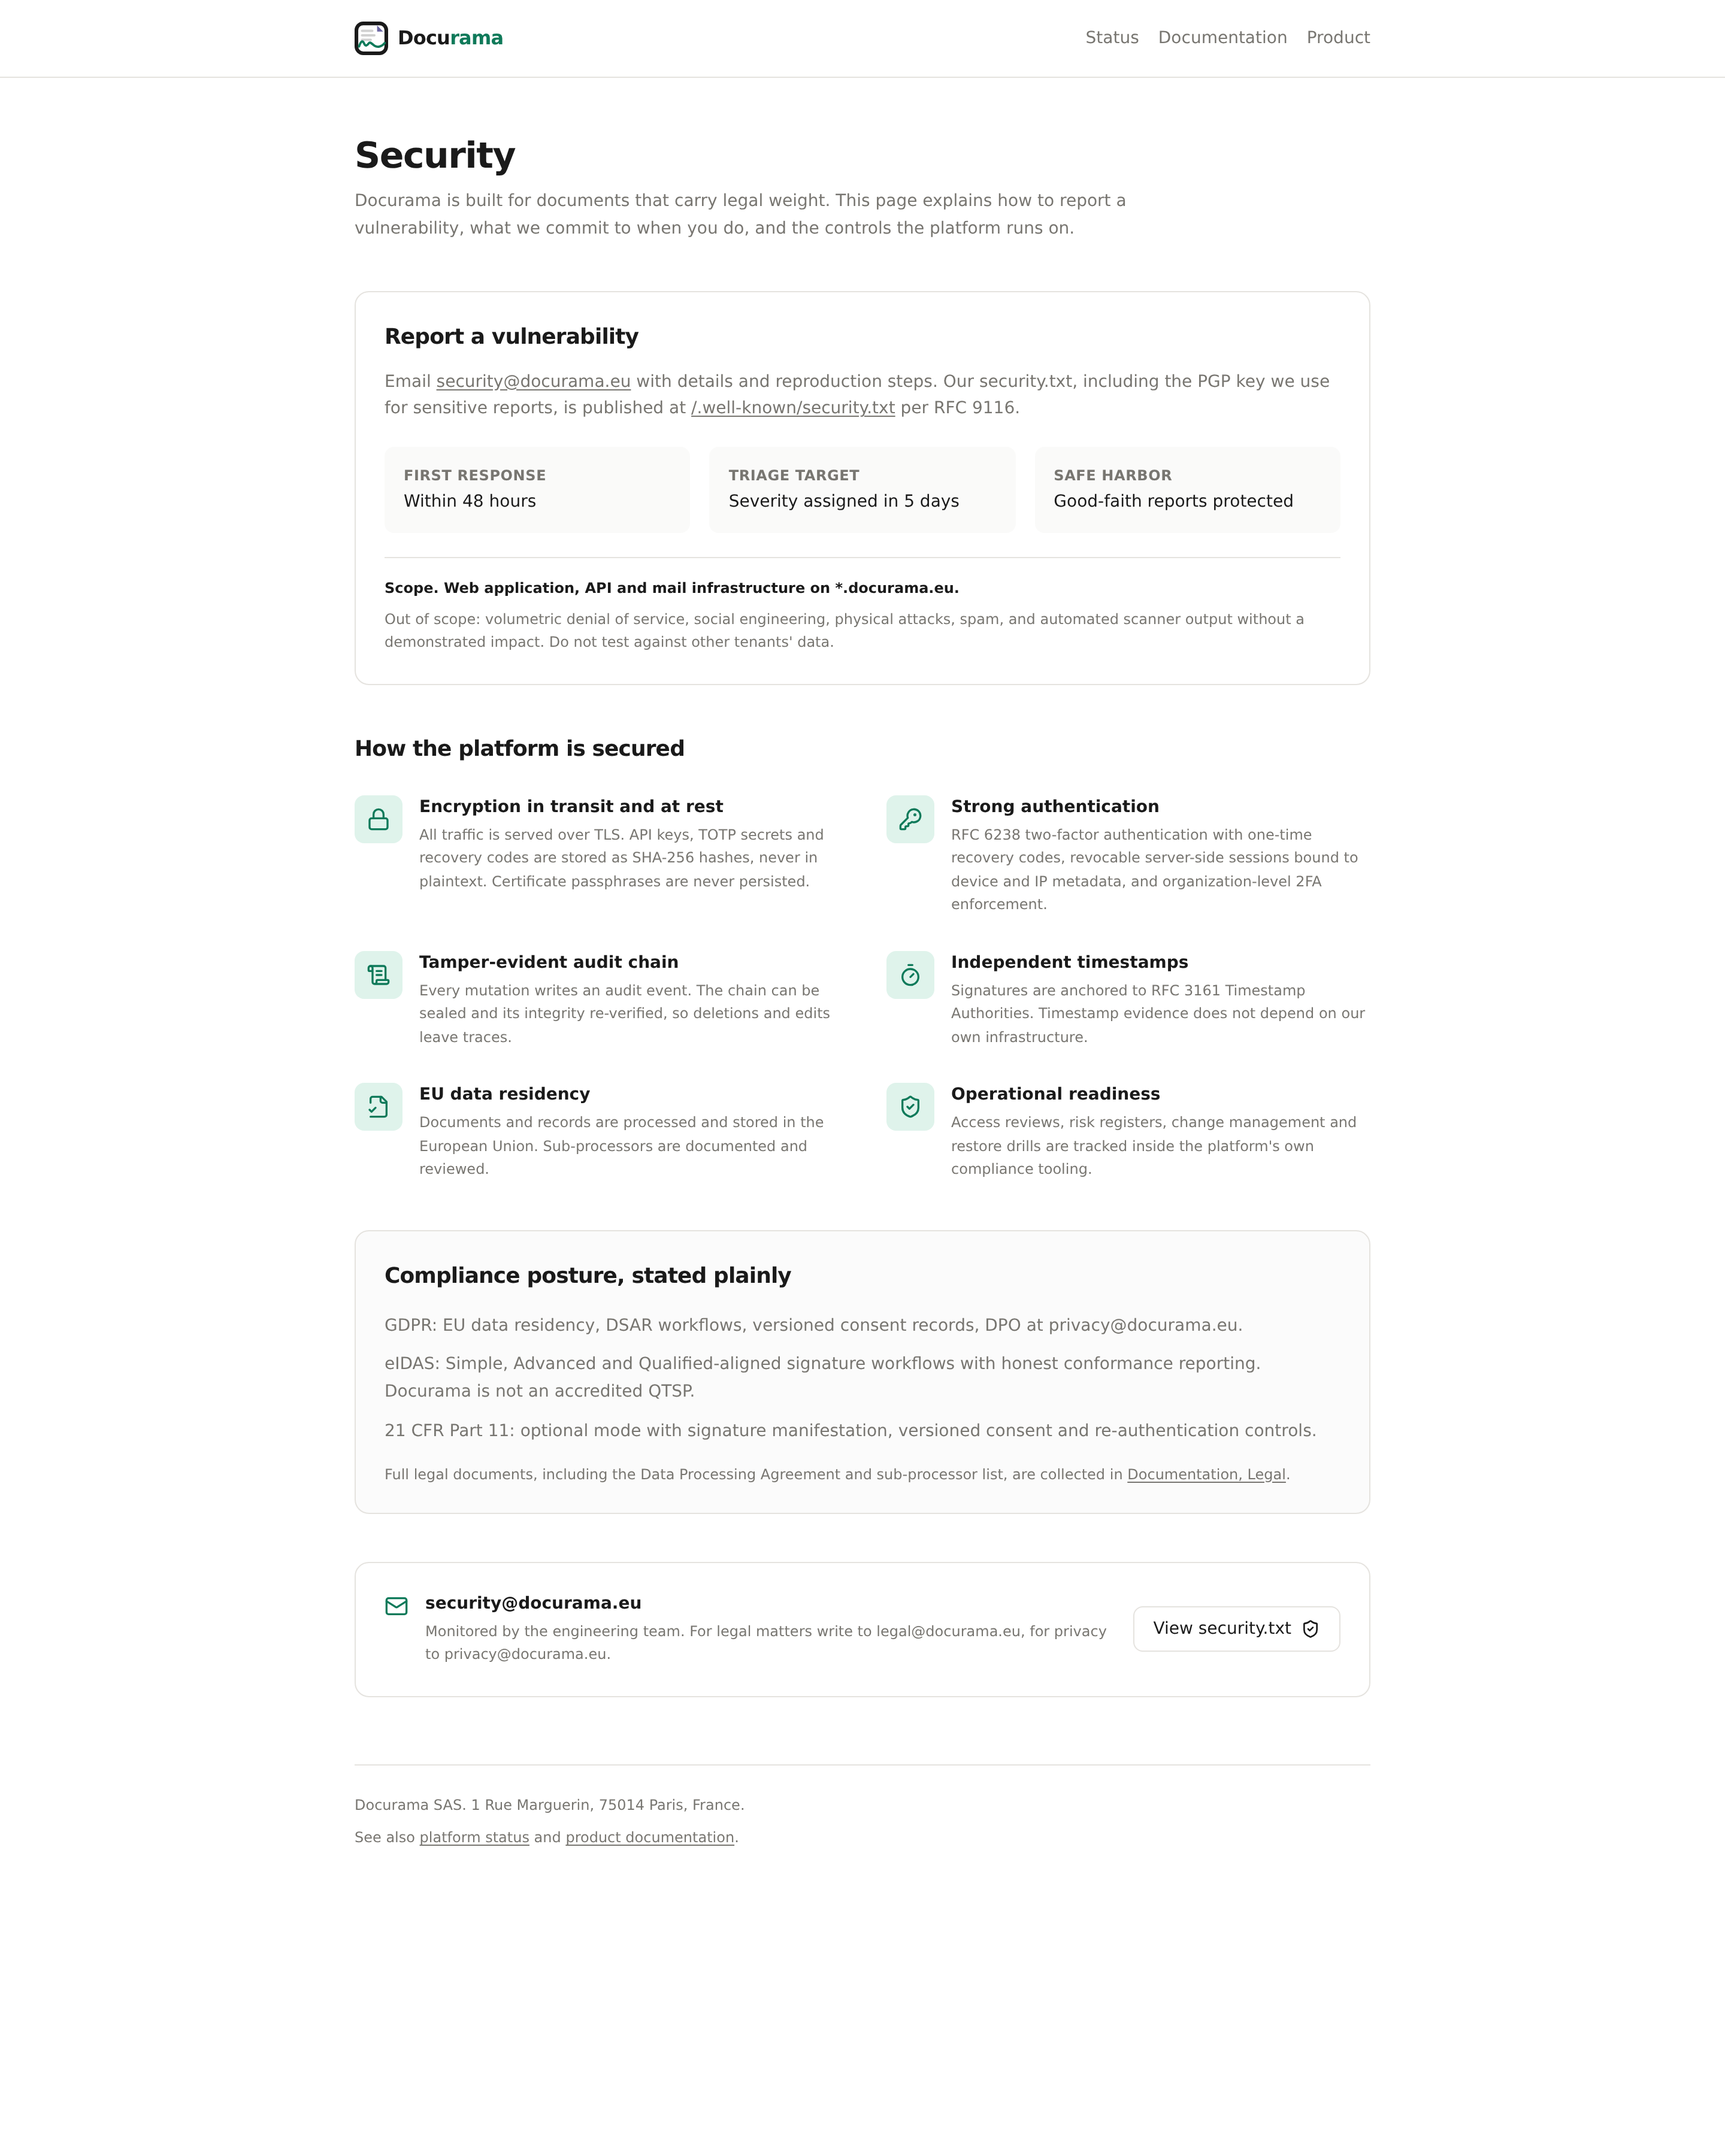 Docurama
Status Documentation Product
Security
Docurama is built for documents that carry legal weight. This page explains how to report a
vulnerability, what we commit to when you do, and the controls the platform runs on.
Report a vulnerability
Email security@docurama.eu with details and reproduction steps. Our security.txt, including the PGP key we use
for sensitive reports, is published at /.well-known/security.txt per RFC 9116.
FIRST RESPONSE
Within 48 hours
TRIAGE TARGET
Severity assigned in 5 days
SAFE HARBOR
Good-faith reports protected
Scope. Web application, API and mail infrastructure on *.docurama.eu.
Out of scope: volumetric denial of service, social engineering, physical attacks, spam, and automated scanner output without a
demonstrated impact. Do not test against other tenants' data.
How the platform is secured
Encryption in transit and at rest
All traffic is served over TLS. API keys, TOTP secrets and
recovery codes are stored as SHA-256 hashes, never in
plaintext. Certificate passphrases are never persisted.
Strong authentication
RFC 6238 two-factor authentication with one-time
recovery codes, revocable server-side sessions bound to
device and IP metadata, and organization-level 2FA
enforcement.
Tamper-evident audit chain
Every mutation writes an audit event. The chain can be
sealed and its integrity re-verified, so deletions and edits
leave traces.
Independent timestamps
Signatures are anchored to RFC 3161 Timestamp
Authorities. Timestamp evidence does not depend on our
own infrastructure.
EU data residency
Documents and records are processed and stored in the
European Union. Sub-processors are documented and
reviewed.
Operational readiness
Access reviews, risk registers, change management and
restore drills are tracked inside the platform's own
compliance tooling.
Compliance posture, stated plainly
GDPR: EU data residency, DSAR workflows, versioned consent records, DPO at privacy@docurama.eu.
eIDAS: Simple, Advanced and Qualified-aligned signature workflows with honest conformance reporting.
Docurama is not an accredited QTSP.
21 CFR Part 11: optional mode with signature manifestation, versioned consent and re-authentication controls.
Full legal documents, including the Data Processing Agreement and sub-processor list, are collected in Documentation, Legal.
security@docurama.eu
Monitored by the engineering team. For legal matters write to legal@docurama.eu, for privacy
to privacy@docurama.eu.
View security.txt
Docurama SAS. 1 Rue Marguerin, 75014 Paris, France.
See also platform status and product documentation.